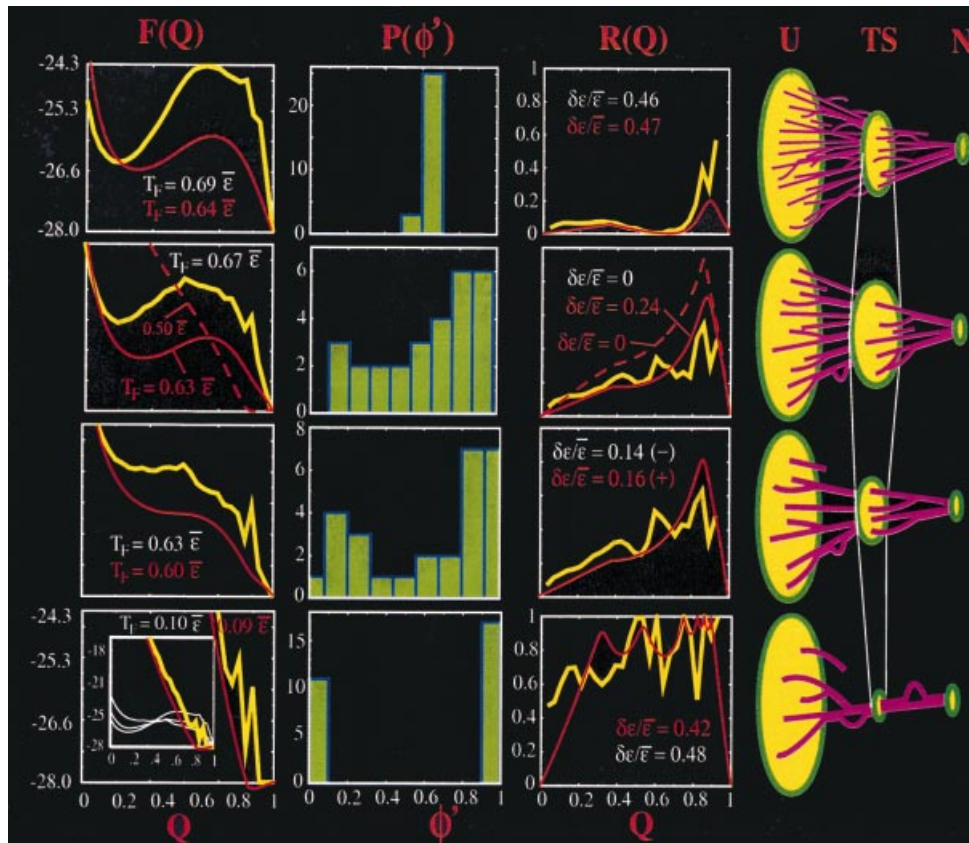 F(Q) P(ϕ') R(Q) U TS N
-24.3
-25.3
-26.6
-28.0
T_F = 0.69 ε̅
T_F = 0.64 ε̅
20
10
0
1
0.8
0.6
0.4
0.2
0
δε/ε̅ = 0.46
δε/ε̅ = 0.47
T_F = 0.67 ε̅
0.50 ε̅
T_F = 0.63 ε̅
6
4
2
0
δε/ε̅ = 0
δε/ε̅ = 0.24
δε/ε̅ = 0
T_F = 0.63 ε̅
T_F = 0.60 ε̅
8
6
4
2
0
δε/ε̅ = 0.14 (−)
δε/ε̅ = 0.16 (+)
-24.3
-25.3
-26.6
-28.0
T_F = 0.10 ε̅ 0.09 ε̅
-18
-21
-25
-28
0 .2 .4 .6 .8 1
0 0.2 0.4 0.6 0.8 1
Q
15
10
5
0
0 0.2 0.4 0.6 0.8 1
ϕ'
1
0.8
0.6
0.4
0.2
0
δε/ε̅ = 0.42
δε/ε̅ = 0.48
0 0.2 0.4 0.6 0.8 1
Q